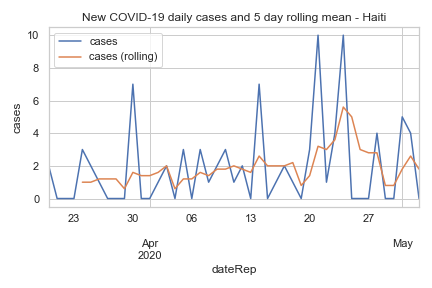 New COVID-19 daily cases and 5 day rolling mean - Haiti
10
8
6
4
2
0
cases
cases
cases (rolling)
23
30
06
13
20
27
Apr
2020
May
dateRep